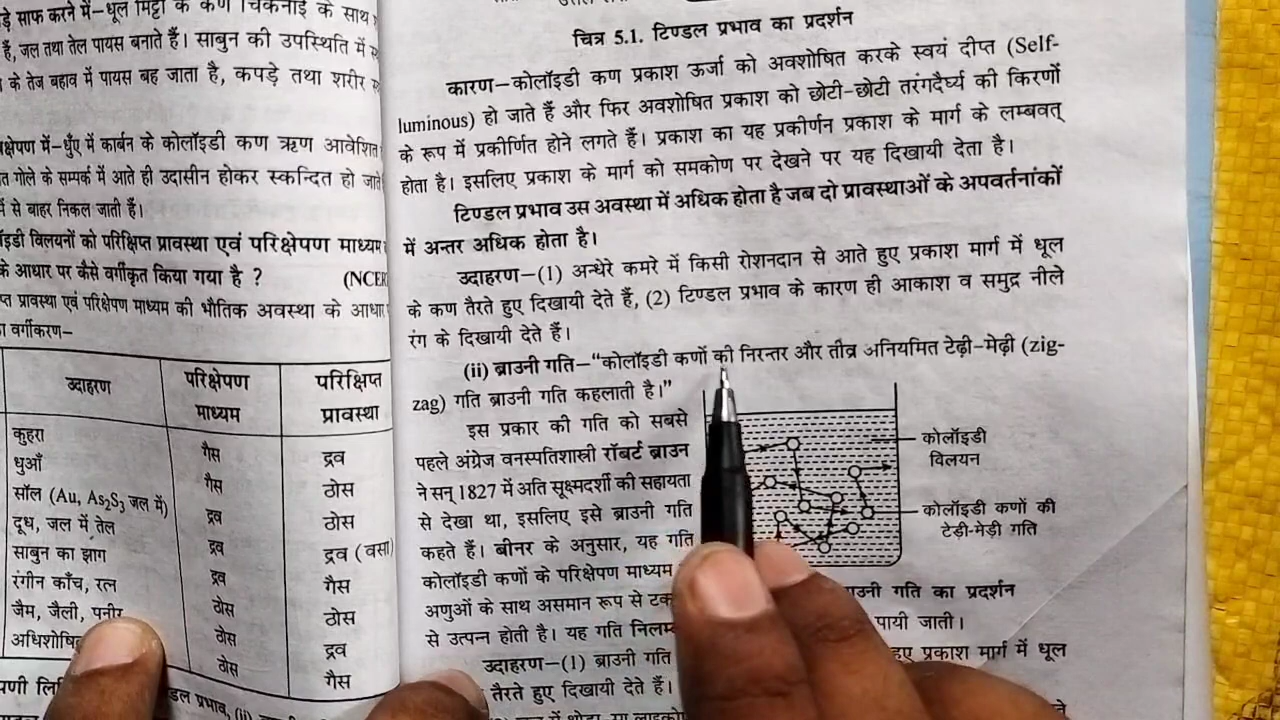 ड़े साफ करने में–धूल मिट्टी के कण चिकनाई के साथ
हैं, जल तथा तेल पायस बनाते हैं। साबुन की उपस्थिति में
के तेज बहाव में पायस बह जाता है, कपड़े तथा शरीर
क्षेपण में–धुँए में कार्बन के कोलॉइडी कण ऋण आवेशित
त गोले के सम्पर्क में आते ही उदासीन होकर स्कन्दित हो जाते
में से बाहर निकल जाती हैं।
ॉइडी विलयनों को परिक्षिप्त प्रावस्था एवं परिक्षेपण माध्यम
के आधार पर कैसे वर्गीकृत किया गया है ? (NCER
प्त प्रावस्था एवं परिक्षेपण माध्यम की भौतिक अवस्था के आधार
ा वर्गीकरण–
उदाहरण परिक्षेपण माध्यम परिक्षिप्त प्रावस्था
कुहरा गैस द्रव
धुआँ गैस ठोस
सॉल (Au, As₂S₃ जल में) द्रव ठोस
दूध, जल में तेल द्रव द्रव (वसा)
साबुन का झाग द्रव गैस
रंगीन काँच, रत्न ठोस ठोस
जैम, जैली, पनीर ठोस द्रव
अधिशोषि ठोस गैस
पणी लि
डल प्रभाव, (ii)
चित्र 5.1. टिण्डल प्रभाव का प्रदर्शन
कारण–कोलॉइडी कण प्रकाश ऊर्जा को अवशोषित करके स्वयं दीप्त (Self-
luminous) हो जाते हैं और फिर अवशोषित प्रकाश को छोटी-छोटी तरंगदैर्घ्य की किरणों
के रूप में प्रकीर्णित होने लगते हैं। प्रकाश का यह प्रकीर्णन प्रकाश के मार्ग के लम्बवत्
होता है। इसलिए प्रकाश के मार्ग को समकोण पर देखने पर यह दिखायी देता है।
टिण्डल प्रभाव उस अवस्था में अधिक होता है जब दो प्रावस्थाओं के अपवर्तनांकों
में अन्तर अधिक होता है।
उदाहरण–(1) अन्धेरे कमरे में किसी रोशनदान से आते हुए प्रकाश मार्ग में धूल
के कण तैरते हुए दिखायी देते हैं, (2) टिण्डल प्रभाव के कारण ही आकाश व समुद्र नीले
रंग के दिखायी देते हैं।
(ii) ब्राउनी गति–“कोलॉइडी कणों की निरन्तर और तीव्र अनियमित टेढ़ी-मेढ़ी (zig-
zag) गति ब्राउनी गति कहलाती है।”
इस प्रकार की गति को सबसे
पहले अंग्रेज वनस्पतिशास्त्री रॉबर्ट ब्राउन
ने सन् 1827 में अति सूक्ष्मदर्शी की सहायता
से देखा था, इसलिए इसे ब्राउनी गति
कहते हैं। बीनर के अनुसार, यह गति
कोलॉइडी कणों के परिक्षेपण माध्यम
अणुओं के साथ असमान रूप से टक
से उत्पन्न होती है। यह गति निलम्ब
पायी जाती।
कोलॉइडी
विलयन
कोलॉइडी कणों की
टेड़ी-मेड़ी गति
ाउनी गति का प्रदर्शन
उदाहरण–(1) ब्राउनी गति
हुए प्रकाश मार्ग में धूल
तैरते हुए दिखायी देते हैं।